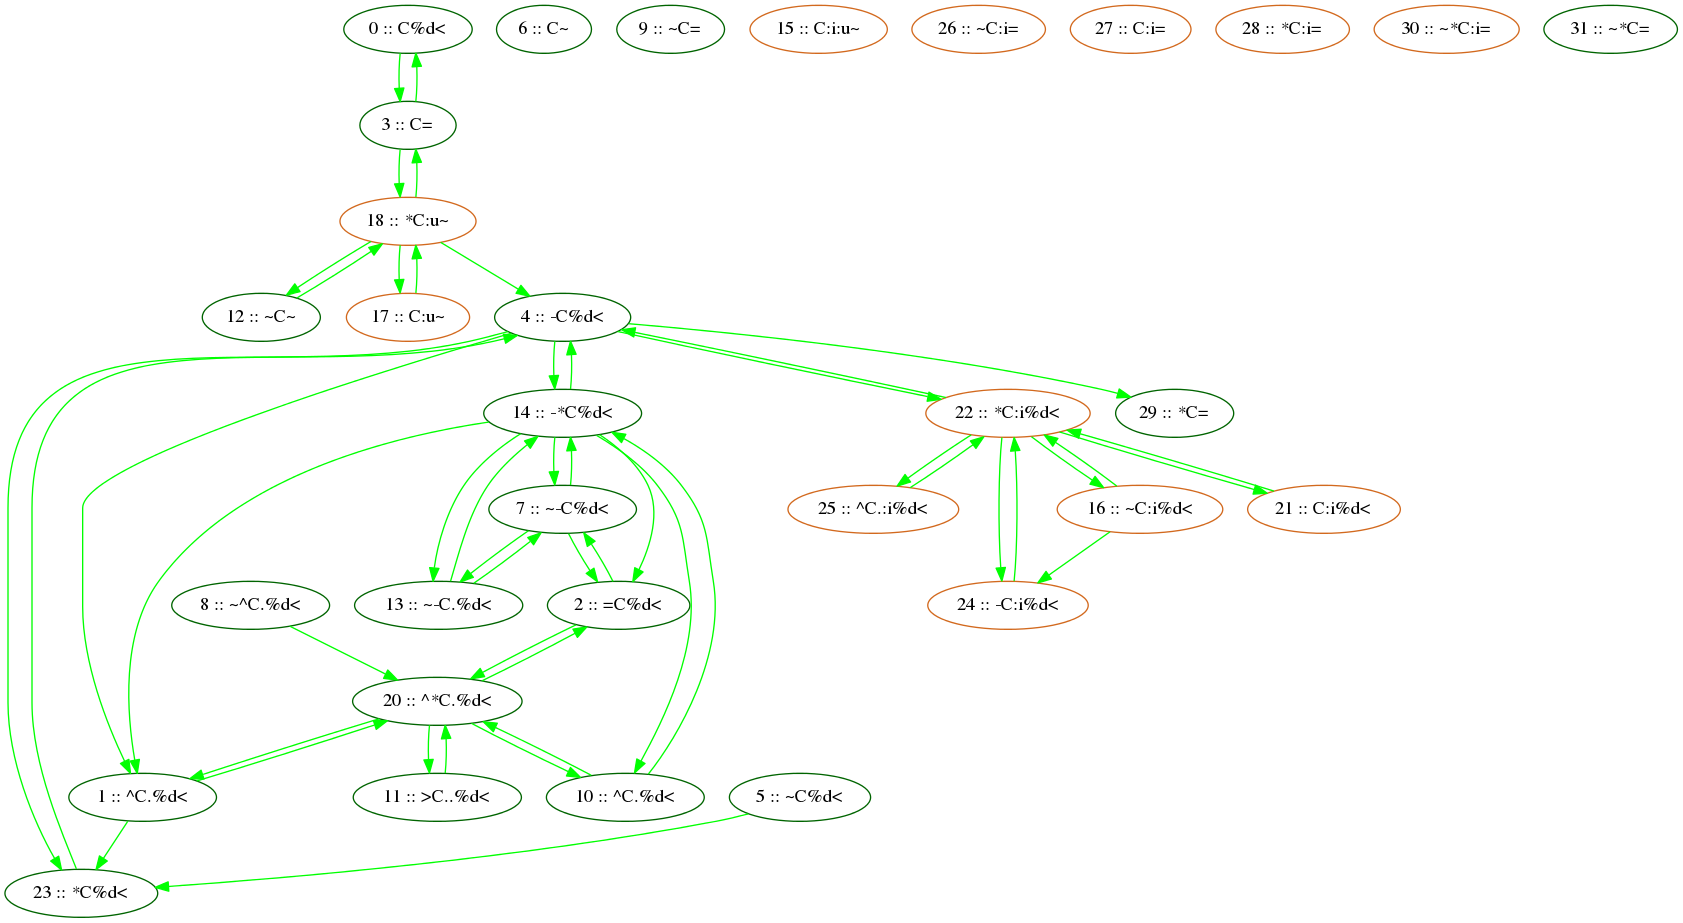 0 :: C%d<
6 :: C~
9 :: ~C=
15 :: C:i:u~
26 :: ~C:i=
27 :: C:i=
28 :: *C:i=
30 :: ~*C:i=
31 :: ~*C=
3 :: C=
18 :: *C:u~
12 :: ~C~
17 :: C:u~
4 :: -C%d<
14 :: -*C%d<
22 :: *C:i%d<
29 :: *C=
7 :: ~-C%d<
25 :: ^C.:i%d<
16 :: ~C:i%d<
21 :: C:i%d<
8 :: ~^C.%d<
13 :: ~-C.%d<
2 :: =C%d<
24 :: -C:i%d<
20 :: ^*C.%d<
1 :: ^C.%d<
11 :: >C..%d<
10 :: ^C.%d<
5 :: ~C%d<
23 :: *C%d<